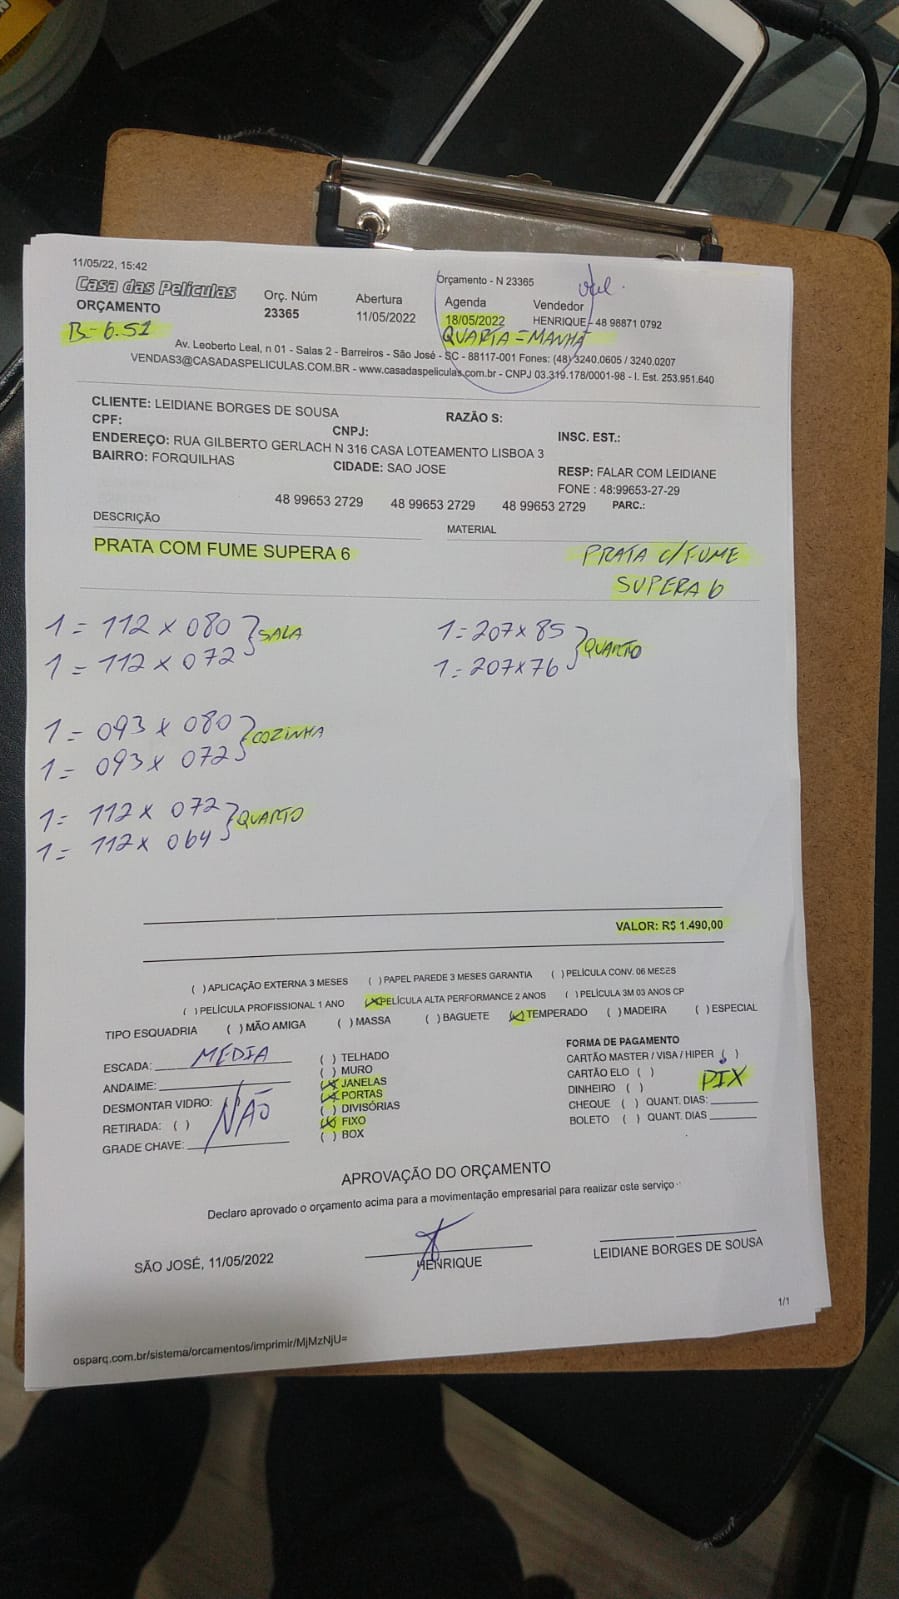 11/05/22, 15:42
Orçamento - N 23365
Casa das Películas
ORÇAMENTO
Orç. Núm
23365
Abertura
11/05/2022
Agenda
18/05/2022
QUARTA = MANHÃ
Vendedor
HENRIQUE - 48 98871 0792
B= 6.51
Av. Leoberto Leal, n 01 - Salas 2 - Barreiros - São José - SC - 88117-001 Fones: (48) 3240.0605 / 3240.0207
VENDAS3@CASADASPELICULAS.COM.BR - www.casadaspeliculas.com.br - CNPJ 03.319.178/0001-98 - I. Est. 253.951.640
CLIENTE: LEIDIANE BORGES DE SOUSA
RAZÃO S:
CPF:
CNPJ:
INSC. EST.:
ENDEREÇO: RUA GILBERTO GERLACH N 316 CASA LOTEAMENTO LISBOA 3
BAIRRO: FORQUILHAS
CIDADE: SAO JOSE
RESP: FALAR COM LEIDIANE
FONE : 48:99653-27-29
48 99653 2729 48 99653 2729 48 99653 2729 PARC.:
DESCRIÇÃO
MATERIAL
PRATA COM FUME SUPERA 6
PRATA C/FUME
SUPERA 6
1= 112 x 080 } SALA
1= 112 x 072
1= 207 x 85 } QUARTO
1= 207x76
1= 093 x 080 } COZINHA
1= 093 x 072
1= 112 x 072 } QUARTO
1= 112 x 064
VALOR: R$ 1.490,00
( ) APLICAÇÃO EXTERNA 3 MESES ( ) PAPEL PAREDE 3 MESES GARANTIA ( ) PELÍCULA CONV. 06 MESES
( ) PELÍCULA PROFISSIONAL 1 ANO (X) PELÍCULA ALTA PERFORMANCE 2 ANOS ( ) PELÍCULA 3M 03 ANOS CP
TIPO ESQUADRIA ( ) MÃO AMIGA ( ) MASSA ( ) BAGUETE (X) TEMPERADO ( ) MADEIRA ( ) ESPECIAL
ESCADA: MEDIA
ANDAIME:
DESMONTAR VIDRO: NÃO
RETIRADA: ( )
GRADE CHAVE:
( ) TELHADO
( ) MURO
(X) JANELAS
(X) PORTAS
( ) DIVISÓRIAS
(X) FIXO
( ) BOX
FORMA DE PAGAMENTO
CARTÃO MASTER / VISA / HIPER ( )
CARTÃO ELO ( )
DINHEIRO ( )
PIX
CHEQUE ( ) QUANT. DIAS:
BOLETO ( ) QUANT. DIAS
APROVAÇÃO DO ORÇAMENTO
Declaro aprovado o orçamento acima para a movimentação empresarial para realizar este serviço
SÃO JOSÉ, 11/05/2022
HENRIQUE
LEIDIANE BORGES DE SOUSA
1/1
osparq.com.br/sistema/orcamentos/imprimir/MjMzNjU=